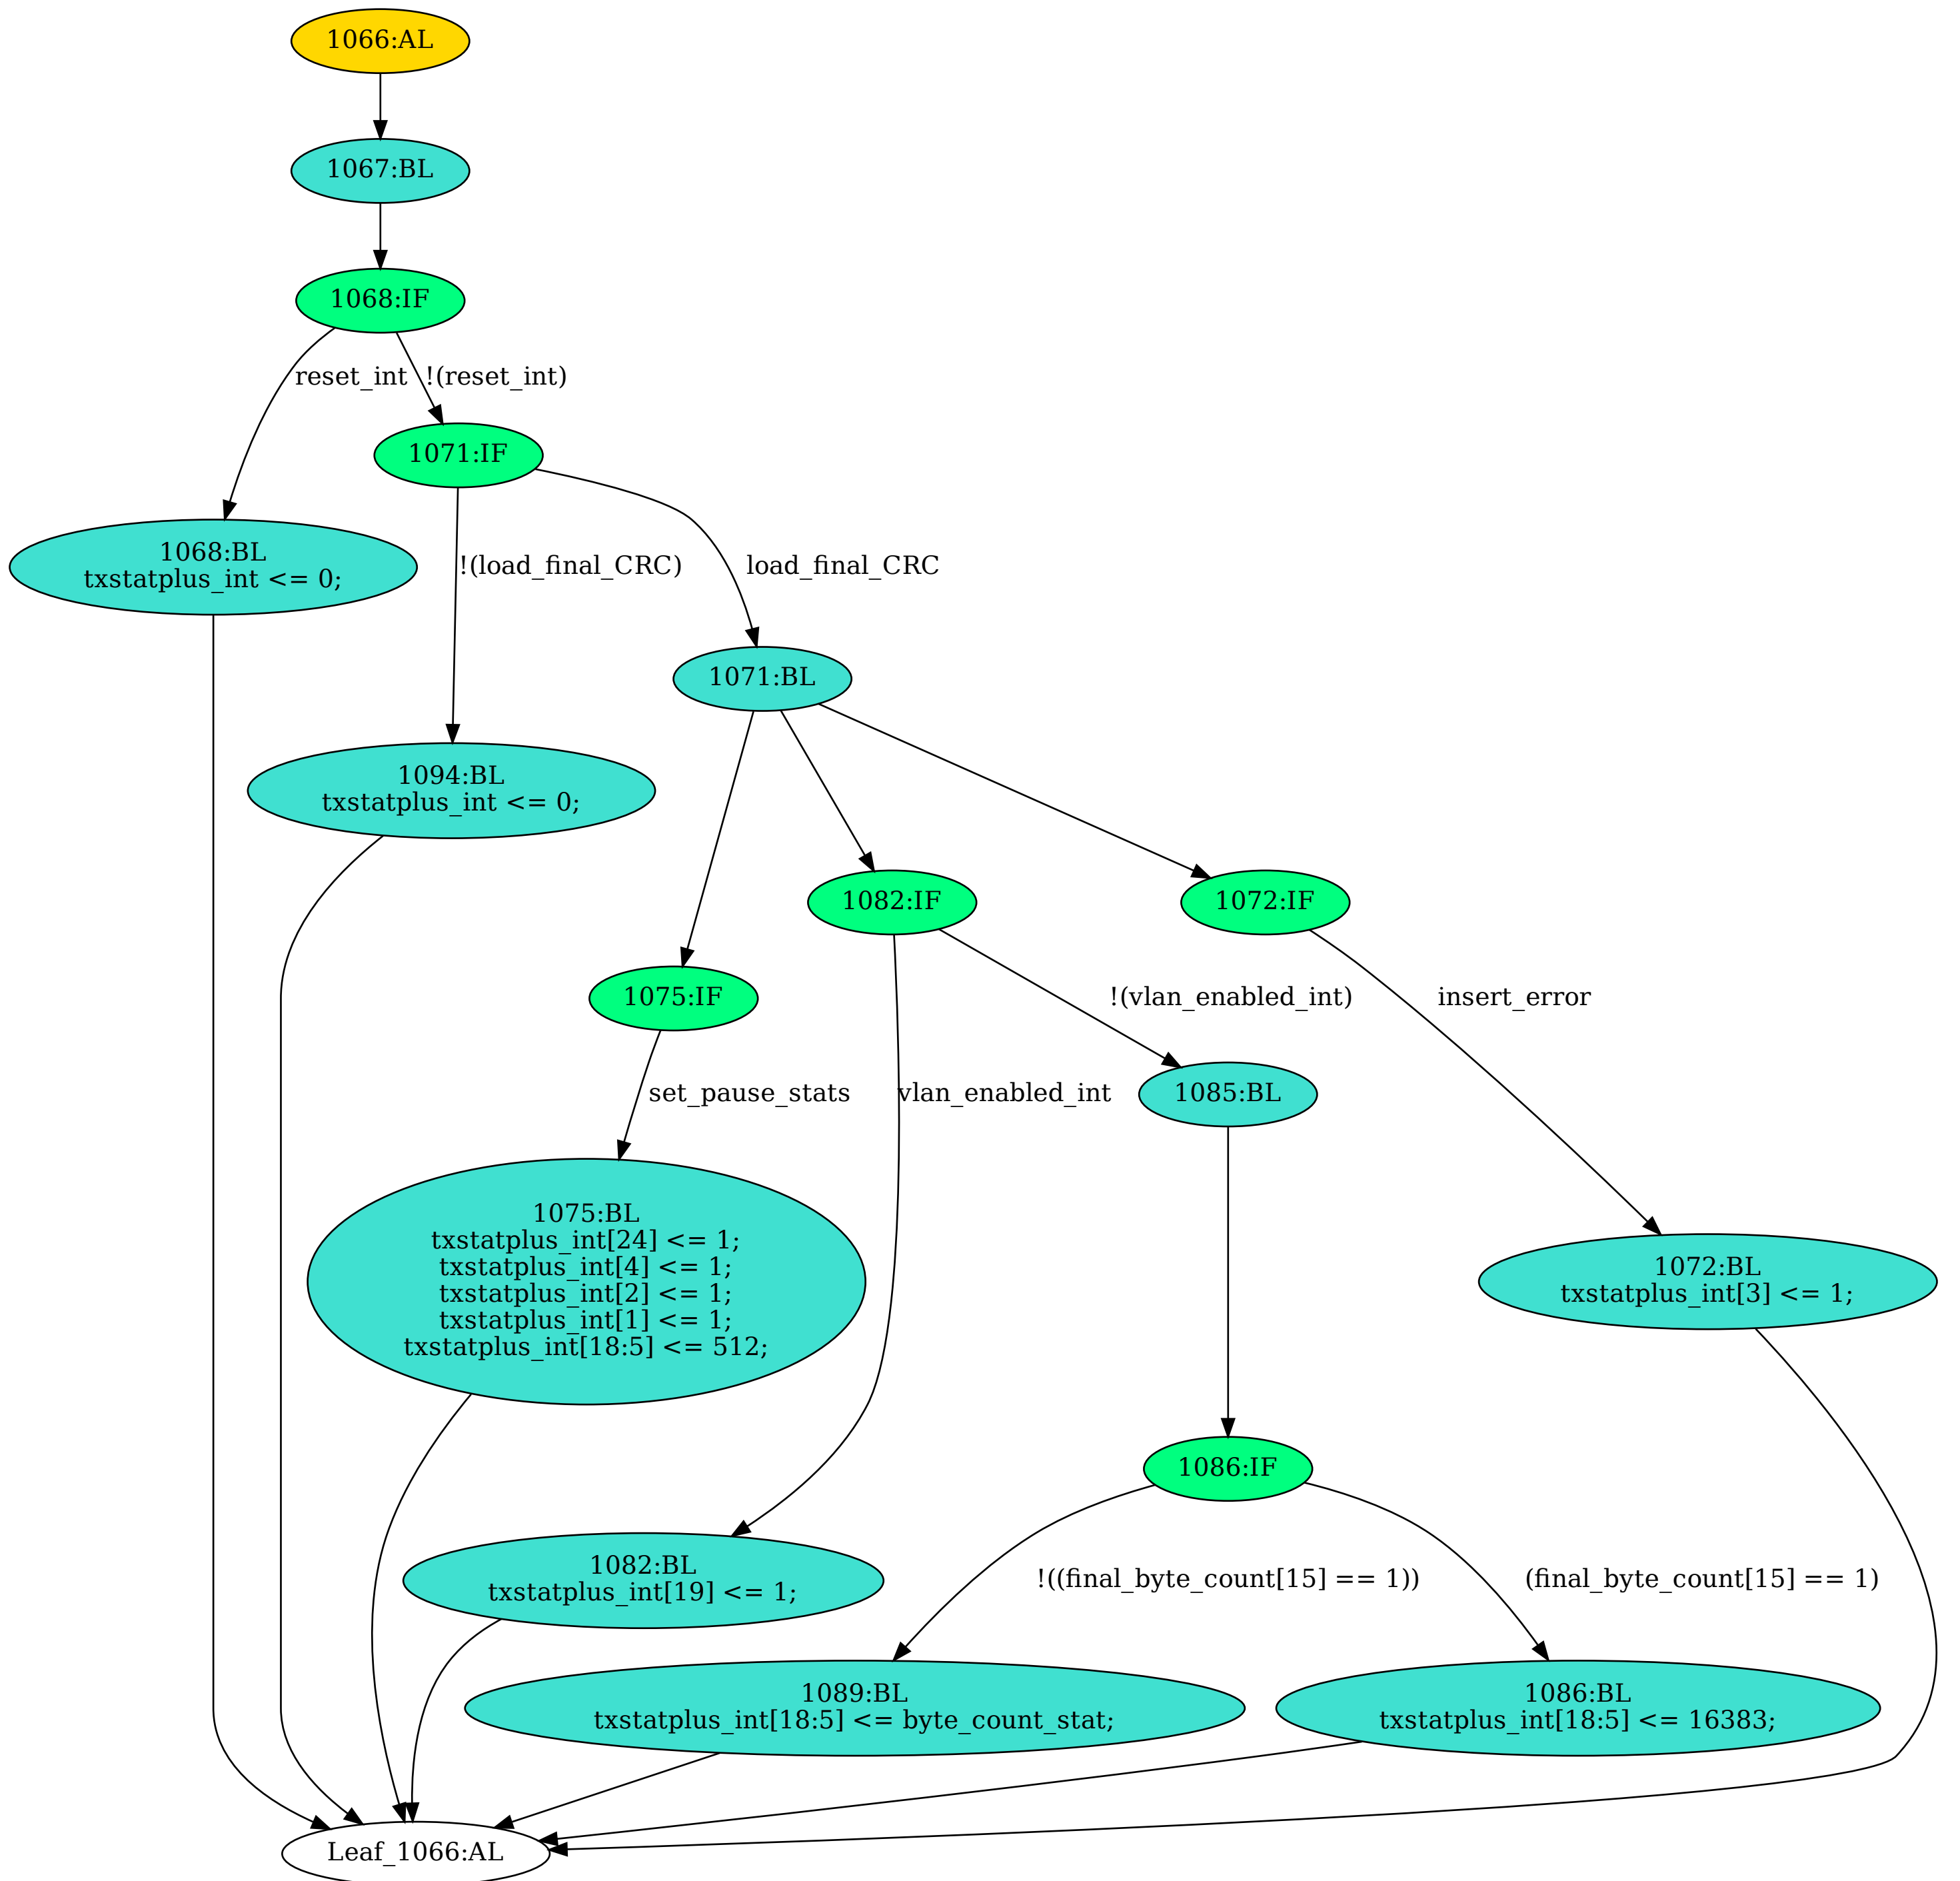 1066:AL
1067:BL
1068:IF
reset_int
!(reset_int)
1071:IF
1068:BL
txstatplus_int <= 0;
!(load_final_CRC)
load_final_CRC
1071:BL
1094:BL
txstatplus_int <= 0;
1082:IF
1072:IF
1075:IF
!(vlan_enabled_int)
insert_error
set_pause_stats
vlan_enabled_int
1085:BL
1075:BL
txstatplus_int[24] <= 1;
txstatplus_int[4] <= 1;
txstatplus_int[2] <= 1;
txstatplus_int[1] <= 1;
txstatplus_int[18:5] <= 512;
1072:BL
txstatplus_int[3] <= 1;
1086:IF
1082:BL
txstatplus_int[19] <= 1;
!((final_byte_count[15] == 1))
(final_byte_count[15] == 1)
1089:BL
txstatplus_int[18:5] <= byte_count_stat;
1086:BL
txstatplus_int[18:5] <= 16383;
Leaf_1066:AL